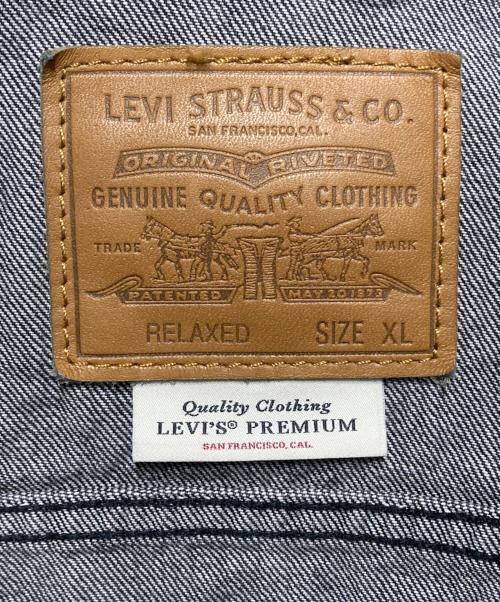 LEVI STRAUSS & CO.
SAN FRANCISCO, CAL.
ORIGINAL RIVETED
GENUINE QUALITY CLOTHING
TRADE MARK
PATENTED MAY 20 1873
RELAXED SIZE XL
Quality Clothing
LEVI'S® PREMIUM
SAN FRANCISCO, CAL.